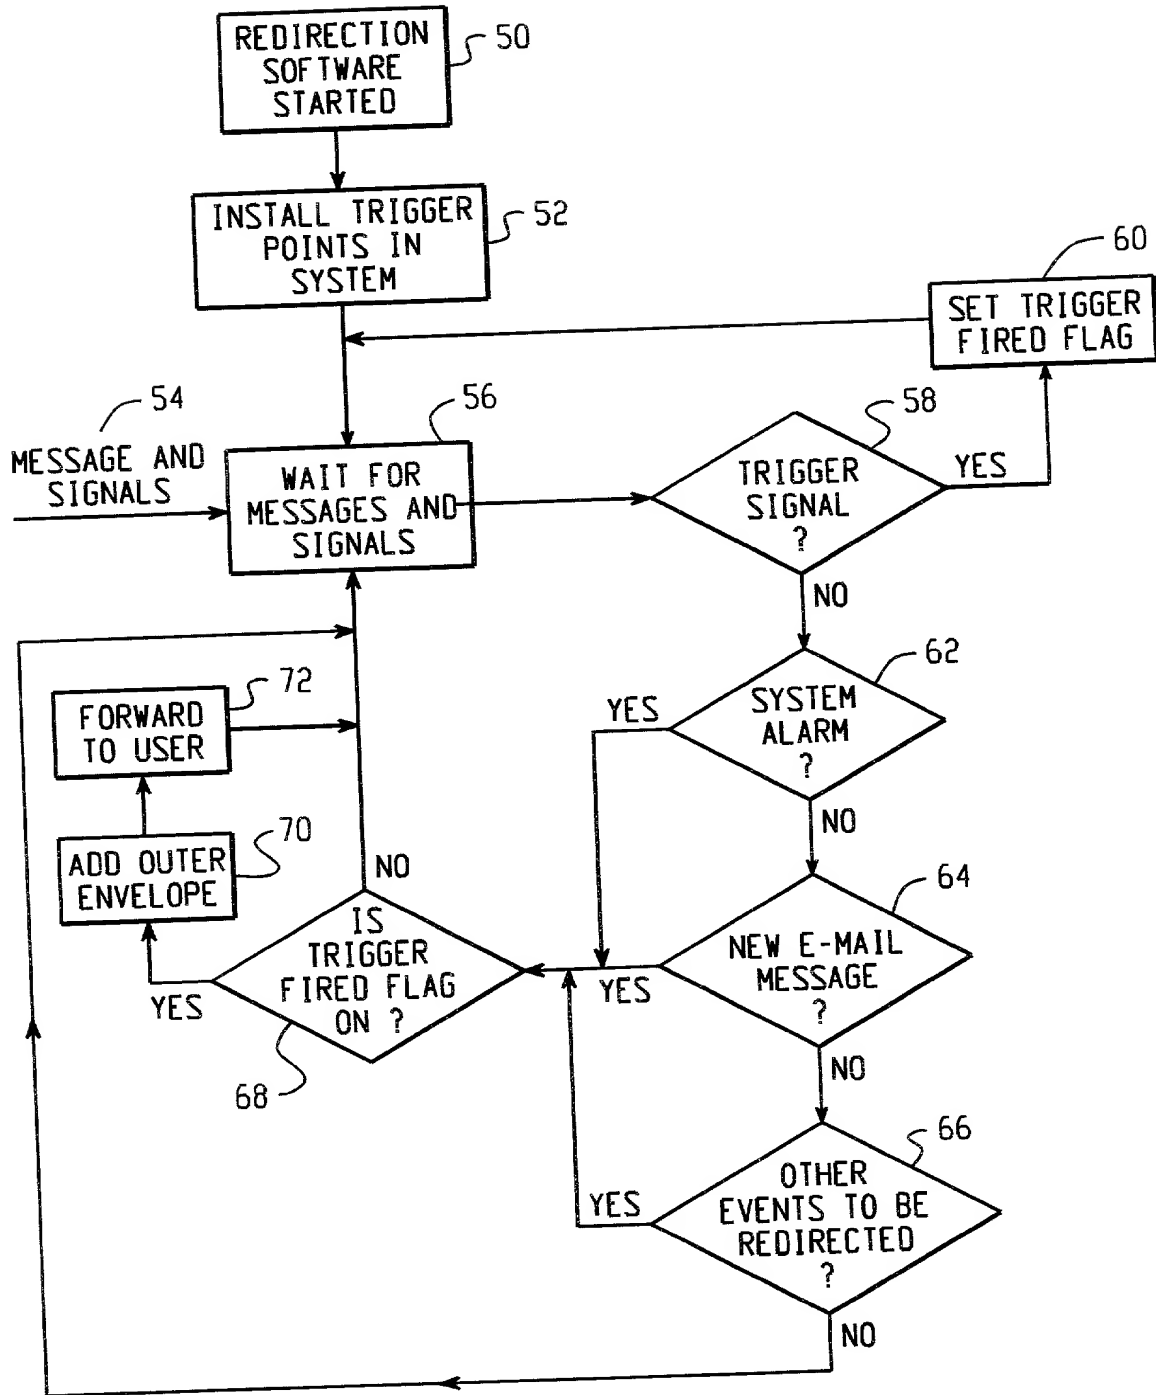 REDIRECTION
SOFTWARE
STARTED
50
INSTALL TRIGGER
POINTS IN
SYSTEM
52
60
SET TRIGGER
FIRED FLAG
54
MESSAGE AND
SIGNALS
56
WAIT FOR
MESSAGES AND
SIGNALS
58
TRIGGER
SIGNAL
?
YES
NO
62
SYSTEM
ALARM
?
YES
NO
72
FORWARD
TO USER
70
ADD OUTER
ENVELOPE
NO
IS
TRIGGER
FIRED FLAG
ON ?
YES
68
64
NEW E-MAIL
MESSAGE
?
YES
NO
66
OTHER
EVENTS TO BE
REDIRECTED
?
YES
NO